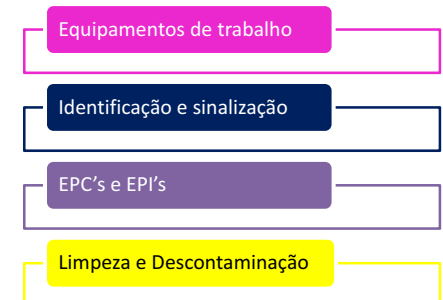 Equipamentos de trabalho
Identificação e sinalização
EPC’s e EPI’s
Limpeza e Descontaminação